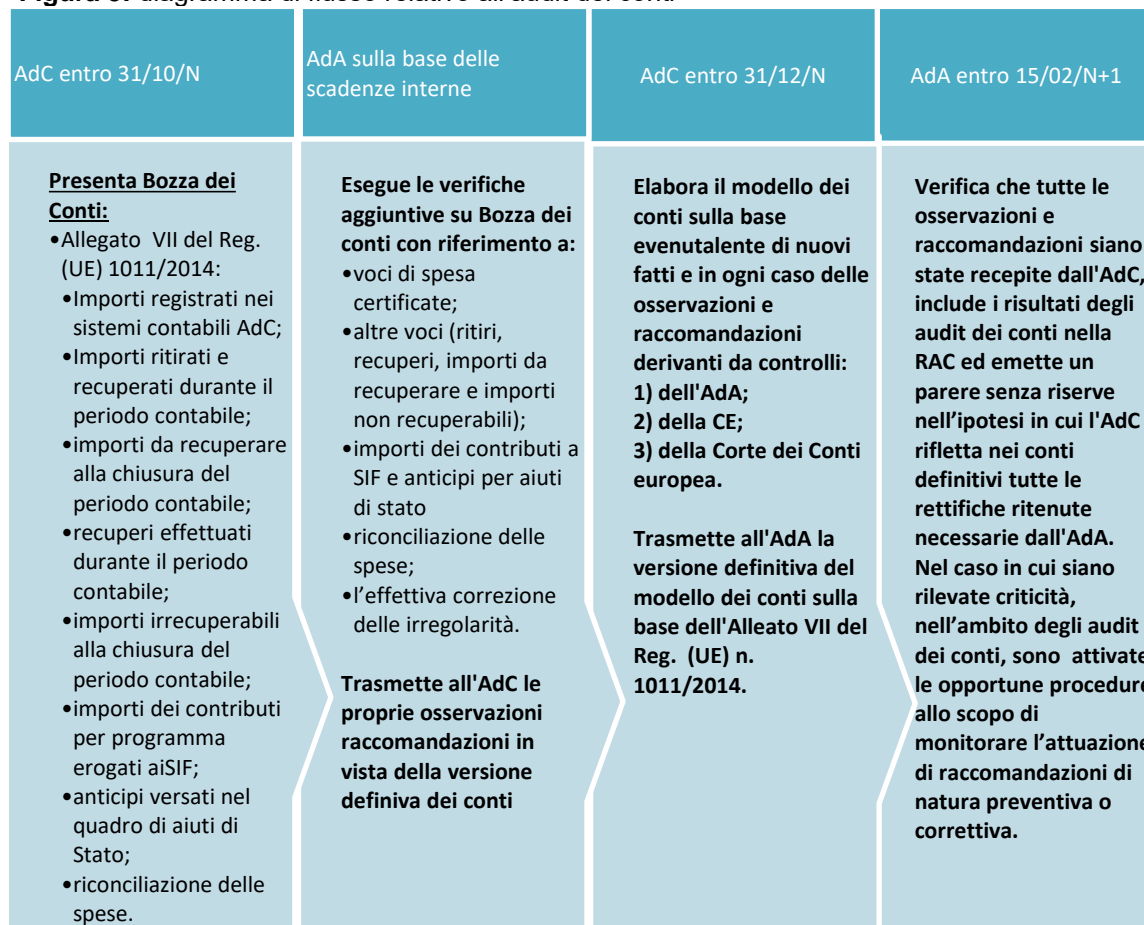 Figura diagramma di flusso relativo all'audit dei conti
AdC entro 31/10/N
AdA sulla base delle
scadenze interne
AdC entro 31/12/N
AdA entro 15/02/N+1
Presenta Bozza dei
Conti:
•Allegato VII del Reg.
(UE) 1011/2014:
•Importi registrati nei
sistemi contabili AdC;
•Importi ritirati e
recuperati durante il
periodo contabile;
•importi da recuperare
alla chiusura del
periodo contabile;
•recuperi effettuati
durante il periodo
contabile;
•importi irrecuperabili
alla chiusura del
periodo contabile;
•importi dei contributi
per programma
erogati aiSIF;
•anticipi versati nel
quadro di aiuti di
Stato;
•riconciliazione delle
spese.
Esegue le verifiche
aggiuntive su Bozza dei
conti con riferimento a:
•voci di spesa
certificate;
•altre voci (ritiri,
recuperi, importi da
recuperare e importi
non recuperabili);
•importi dei contributi a
SIF e anticipi per aiuti
di stato
•riconciliazione delle
spese;
•l'effettiva correzione
delle irregolarità.
Trasmette all'AdC le
proprie osservazioni
raccomandazioni in
vista della versione
definiva dei conti
Elabora il modello dei
conti sulla base
evenutalente di nuovi
fatti e in ogni caso delle
osservazioni e
raccomandazioni
derivanti da controlli:
1) dell'AdA;
2) della CE;
3) della Corte dei Conti
europea.
Trasmette all'AdA la
versione definitiva del
modello dei conti sulla
base dell'Alleato VII del
Reg. (UE) n.
1011/2014.
Verifica che tutte le
osservazioni e
raccomandazioni siano
state recepite dall'AdC,
include i risultati degli
audit dei conti nella
RAC ed emette un
parere senza riserve
nell'ipotesi in cui l'AdC
rifletta nei conti
definitivi tutte le
rettifiche ritenute
necessarie dall'AdA.
Nel caso in cui siano
rilevate criticità,
nell'ambito degli audit
dei conti, sono attivate
le opportune procedure
allo scopo di
monitorare l'attuazione
di raccomandazioni di
natura preventiva o
correttiva.